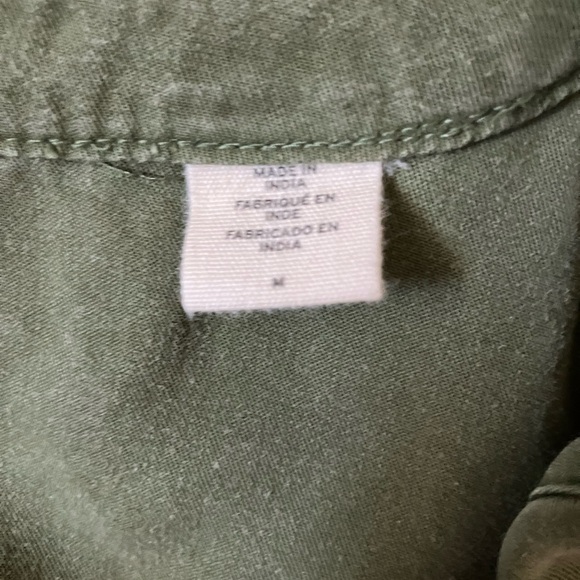 MADE IN
INDIA
FABRIQUÉ EN
INDE
FABRICADO EN
INDIA
M